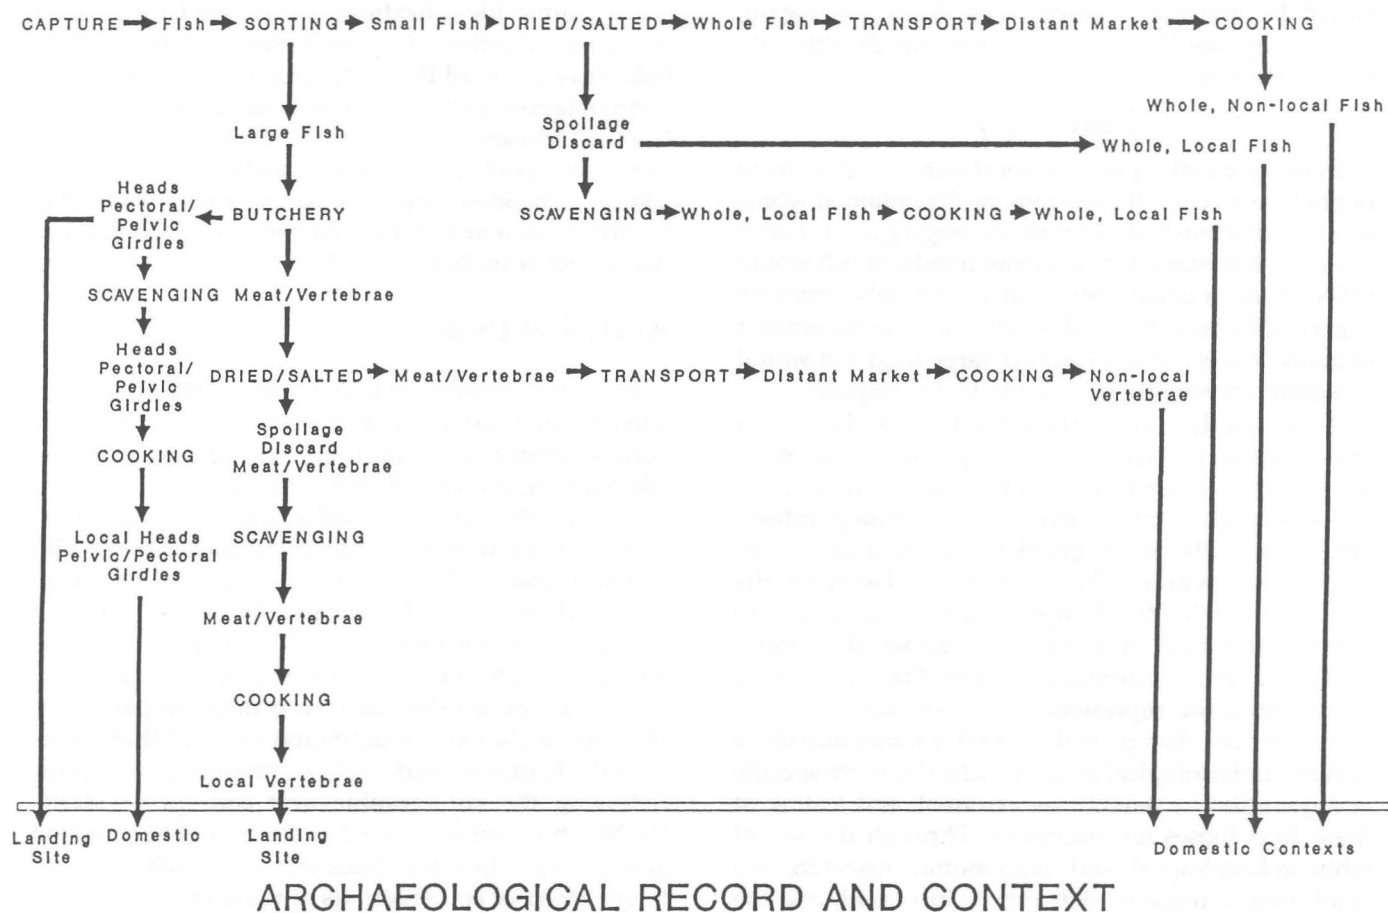 CAPTURE Fish SORTING Small Fish DRIED/SALTED Whole Fish TRANSPORT Distant Market COOKING
Whole, Non-local Fish
Spoilage
Discard
Large Fish
Whole, Local Fish
Heads
Pectoral/
Pelvic
Girdles
BUTCHERY
SCAVENGING Whole, Local Fish COOKING Whole, Local Fish
SCAVENGING Meat/Vertebrae
Heads
Pectoral/
Pelvic
Girdles
DRIED/SALTED Meat/Vertebrae TRANSPORT Distant Market COOKING Non-local
Vertebrae
Spoilage
Discard
Meat/Vertebrae
COOKING
SCAVENGING
Local Heads
Pelvic/Pectoral
Girdles
Meat/Vertebrae
COOKING
Local Vertebrae
Landing
Site
Domestic
Landing
Site
Domestic Contexts
ARCHAEOLOGICAL RECORD AND CONTEXT